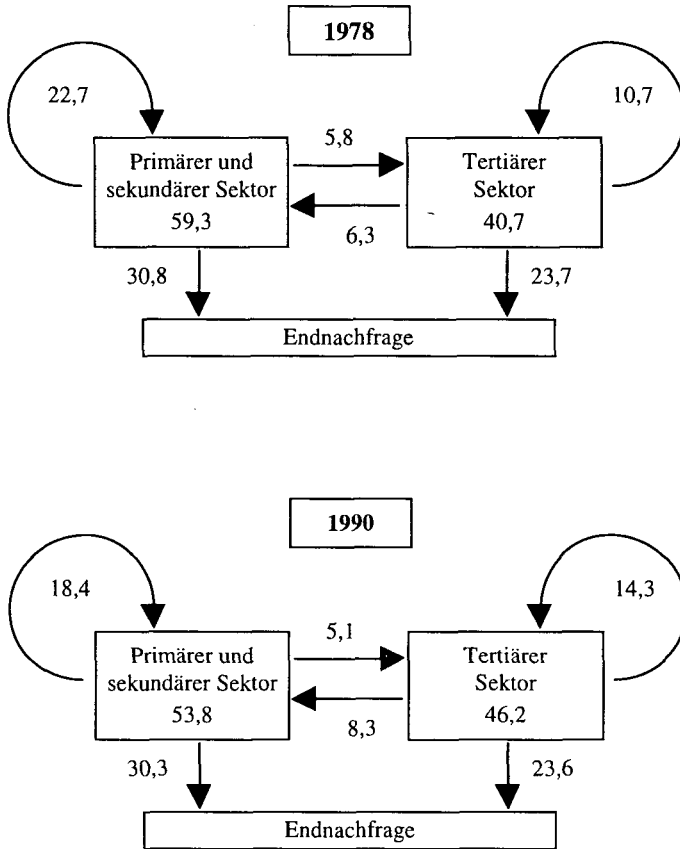 1978
22,7
10,7
5,8
Primärer und
sekundärer Sektor
59,3
Tertiärer
Sektor
40,7
6,3
30,8
23,7
Endnachfrage
1990
18,4
14,3
5,1
Primärer und
sekundärer Sektor
53,8
Tertiärer
Sektor
46,2
8,3
30,3
23,6
Endnachfrage